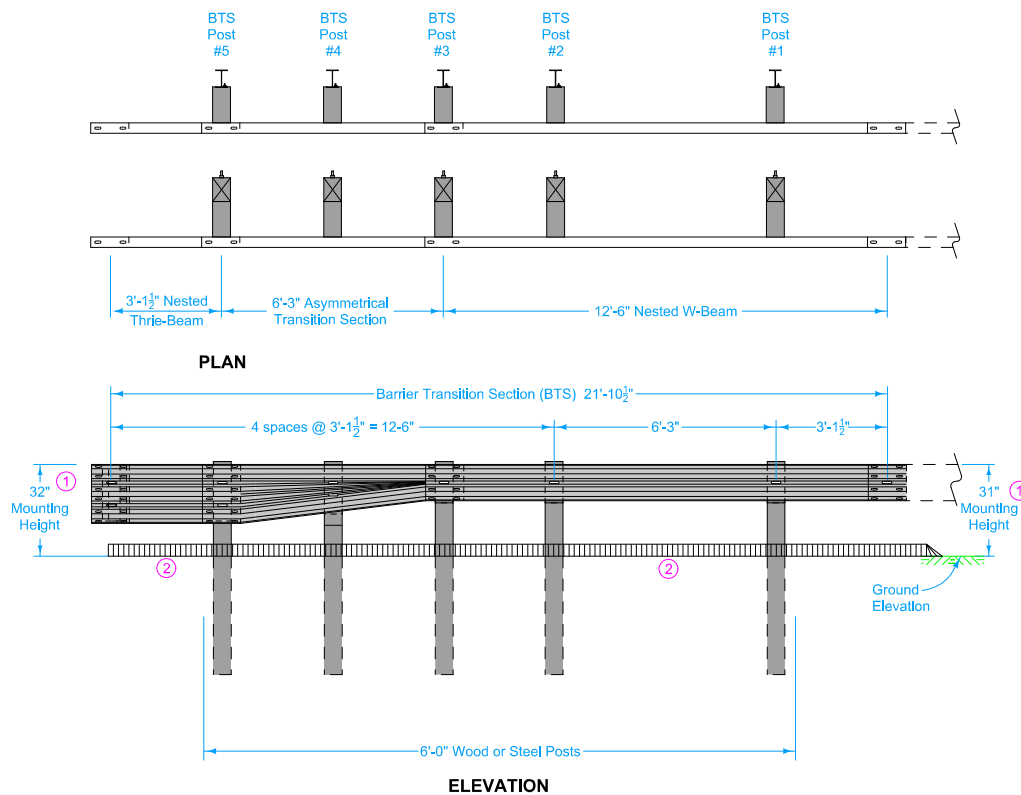 BTS
Post
#5
BTS
Post
#4
BTS
Post
#3
BTS
Post
#2
BTS
Post
#1
3'-1½" Nested
Thrie-Beam
6'-3" Asymmetrical
Transition Section
12'-6" Nested W-Beam
PLAN
Barrier Transition Section (BTS) 21'-10½"
4 spaces @ 3'-1½" = 12-6"
6'-3"
3'-1½"
1
32"
Mounting
Height
31"
1
Mounting
Height
2
2
Ground
Elevation
6'-0" Wood or Steel Posts
ELEVATION